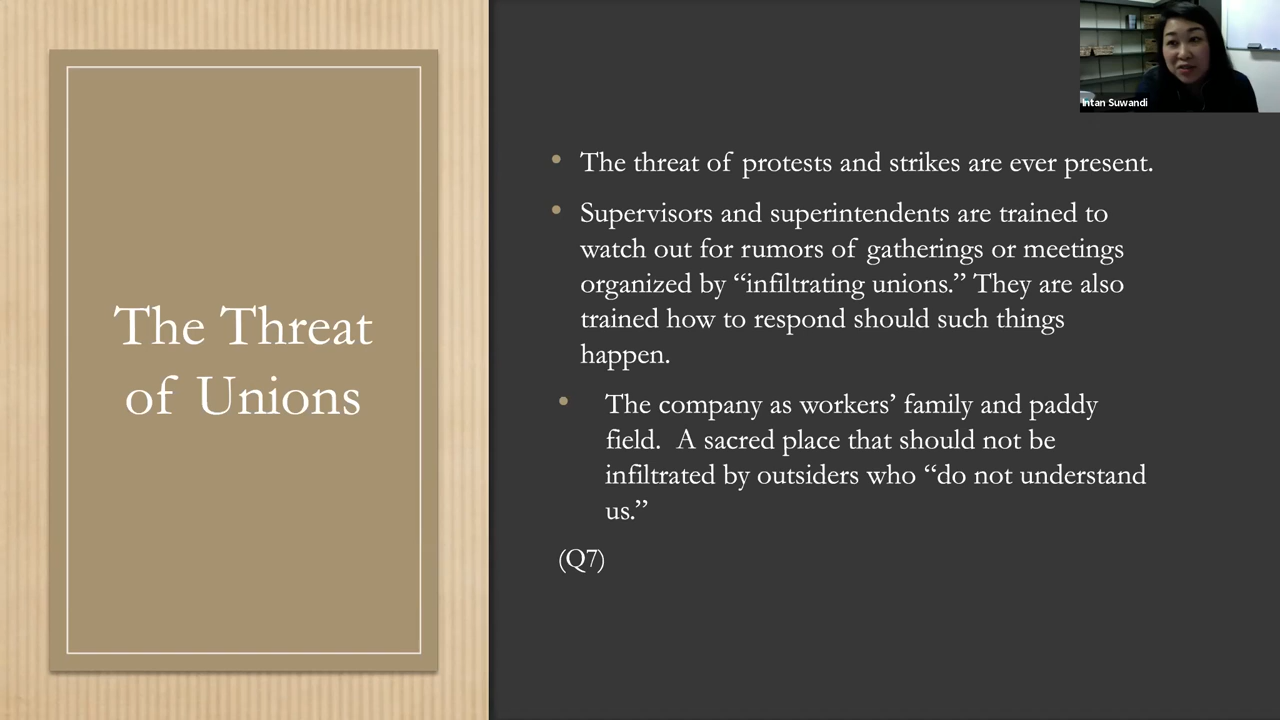 The Threat
of Unions
Intan Suwandi
• The threat of protests and strikes are ever present.
• Supervisors and superintendents are trained to
watch out for rumors of gatherings or meetings
organized by “infiltrating unions.” They are also
trained how to respond should such things
happen.
• The company as workers’ family and paddy
field.  A sacred place that should not be
infiltrated by outsiders who “do not understand
us.”
(Q7)